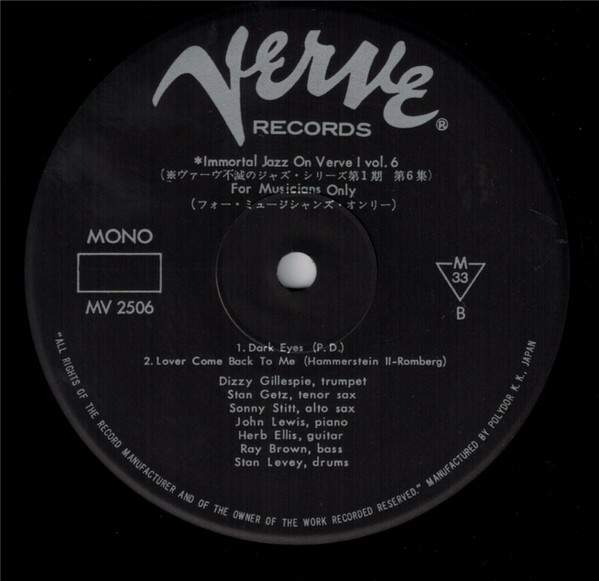 Verve
RECORDS ®
*Immortal Jazz On Verve I vol. 6
(※ヴァーヴ不滅のジャズ・シリーズ第1期 第6集)
For Musicians Only
(フォー・ミュージシャンズ・オンリー)
MONO
MV 2506
M
33
B
1. Dark Eyes (P.D.)
2. Lover Come Back To Me (Hammerstein II-Romberg)
Dizzy Gillespie, trumpet
Stan Getz, tenor sax
Sonny Stitt, alto sax
John Lewis, piano
Herb Ellis, guitar
Ray Brown, bass
Stan Levey, drums
"ALL RIGHTS OF THE RECORD MANUFACTURER AND OF THE OWNER OF THE WORK RECORDED RESERVED." MANUFACTURED BY POLYDOR K. K., JAPAN